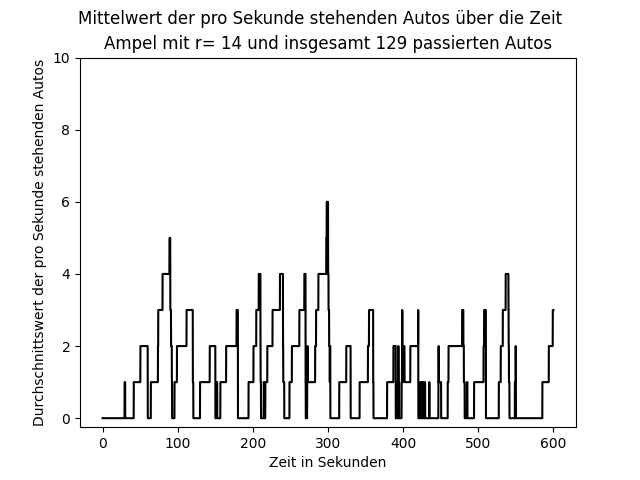 Mittelwert der pro Sekunde stehenden Autos über die Zeit
Ampel mit r= 14 und insgesamt 129 passierten Autos
Durchschnittswert der pro Sekunde stehenden Autos
10
8
6
4
2
0
0 100 200 300 400 500 600
Zeit in Sekunden